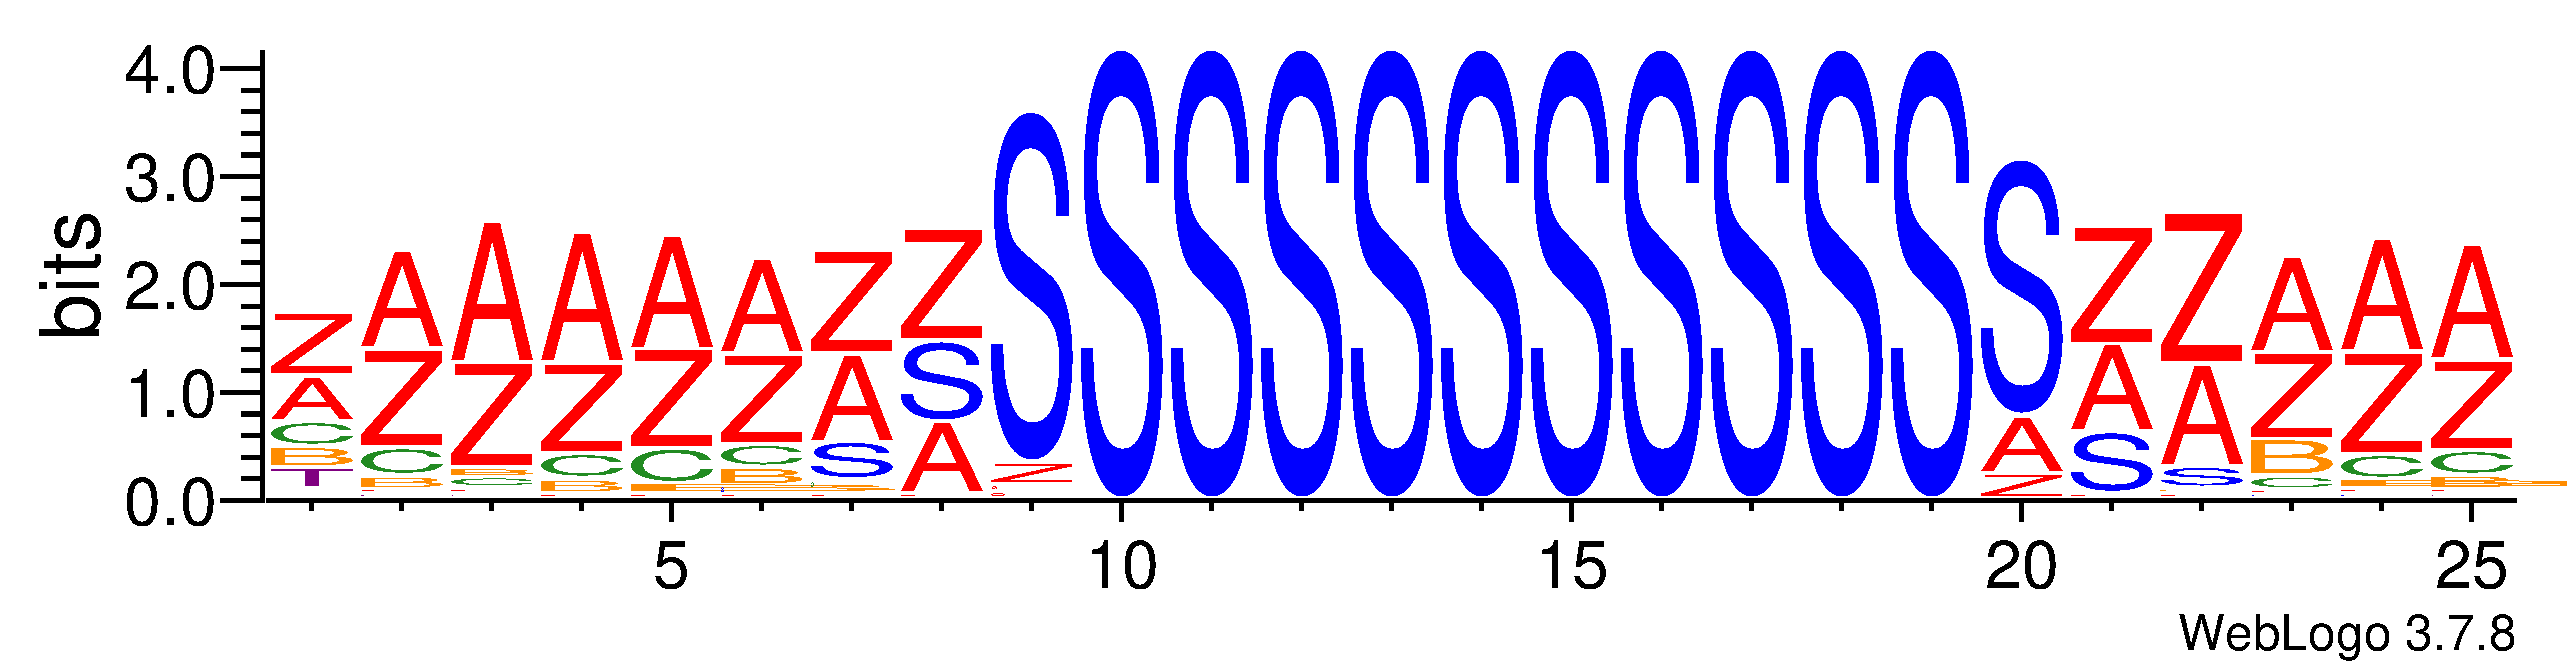 4.0
3.0
2.0
1.0
0.0
bits
Z A C B T
A Z C B
A Z B C
A Z C B
A Z C
A Z C B
Z A S
Z S A
S Z
S
S
S
S
S
S
S
S
S
S
S A Z
Z A S
Z A S
A Z B C
A Z C
A Z C B
5 10 15 20 25
WebLogo 3.7.8